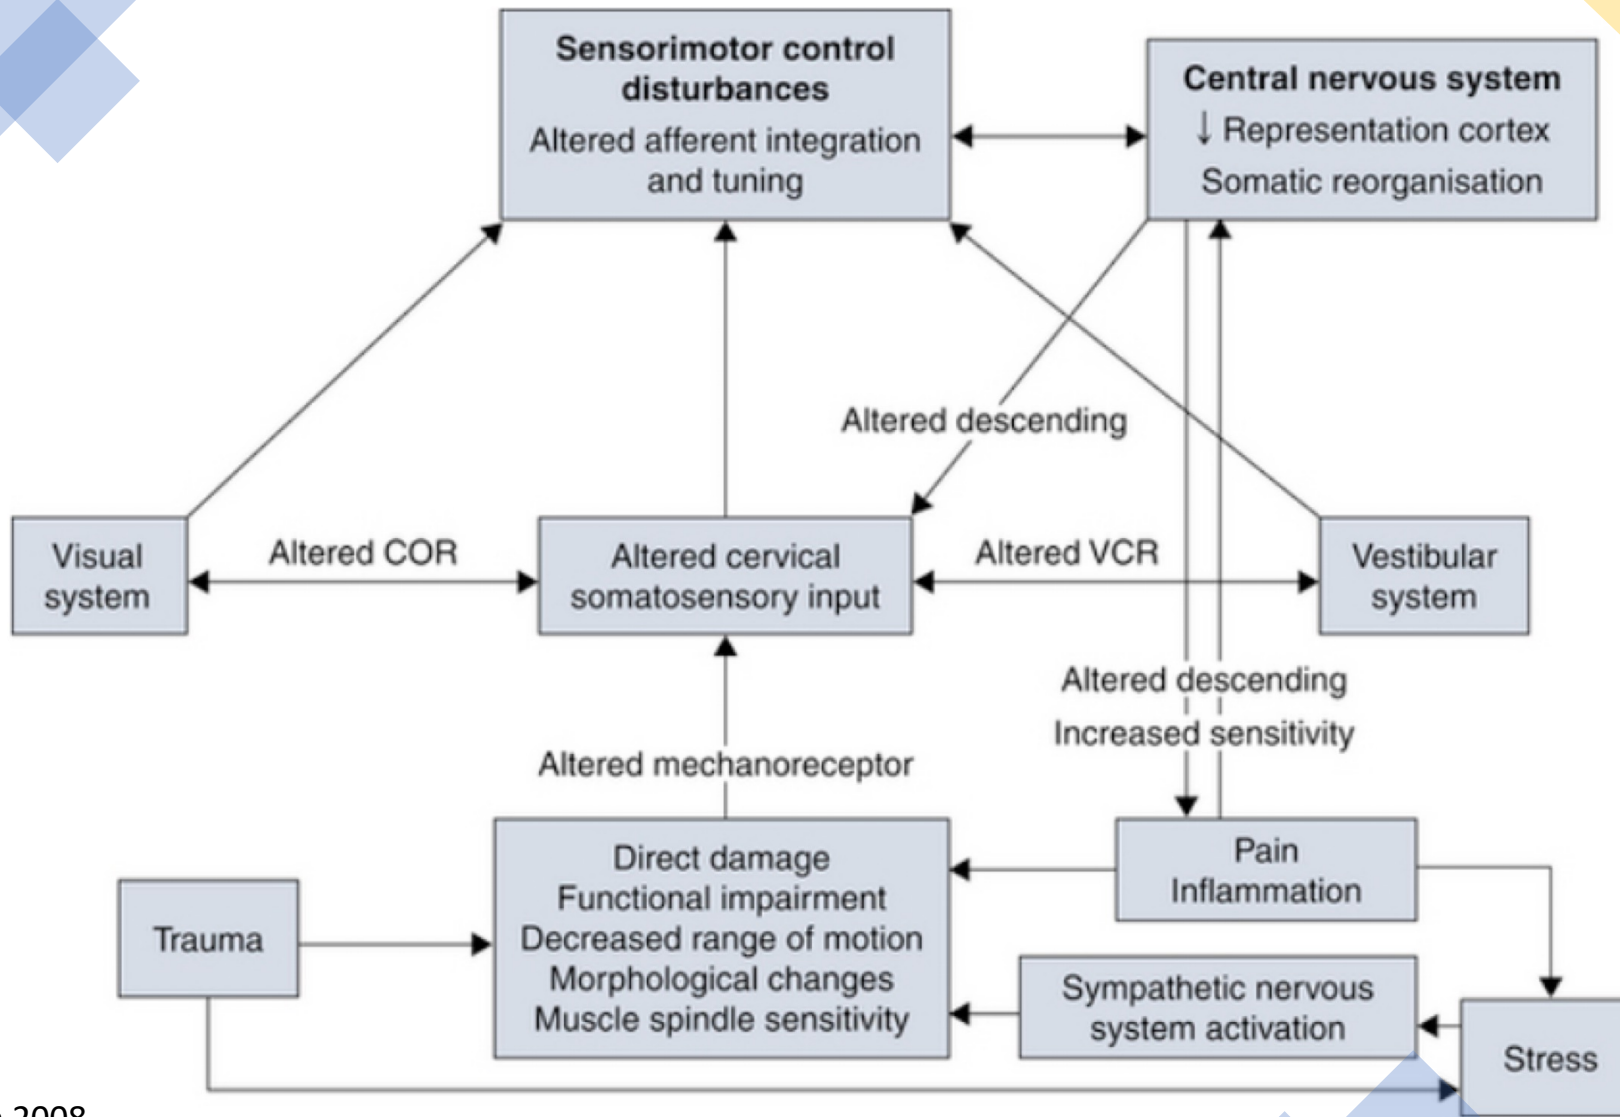 Sensorimotor control
disturbances
Altered afferent integration
and tuning
Central nervous system
↓ Representation cortex
Somatic reorganisation
Altered descending
Visual
system
Altered COR
Altered cervical
somatosensory input
Altered VCR
Vestibular
system
Altered descending
Increased sensitivity
Altered mechanoreceptor
Trauma
Direct damage
Functional impairment
Decreased range of motion
Morphological changes
Muscle spindle sensitivity
Pain
Inflammation
Sympathetic nervous
system activation
Stress
2008